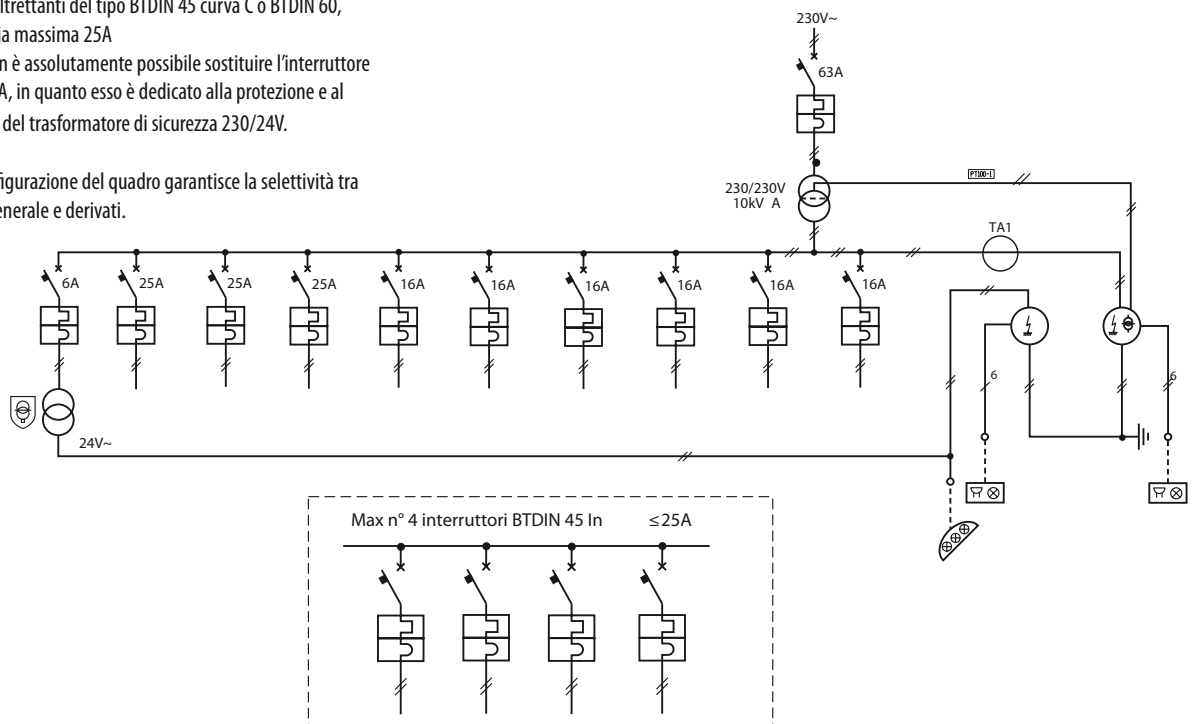 ltrettanti del tipo BTDIN 45 curva C o BTDIN 60,
ia massima 25A
n è assolutamente possibile sostituire l'interruttore
A, in quanto esso è dedicato alla protezione e al
del trasformatore di sicurezza 230/24V.
figurazione del quadro garantisce la selettività tra
enerale e derivati.
230V~
63A
230/230V
10kV A
PT100-1
TA1
6A
25A
25A
25A
16A
16A
16A
16A
16A
16A
6
6
24V~
Max n° 4 interruttori BTDIN 45 In ≤25A